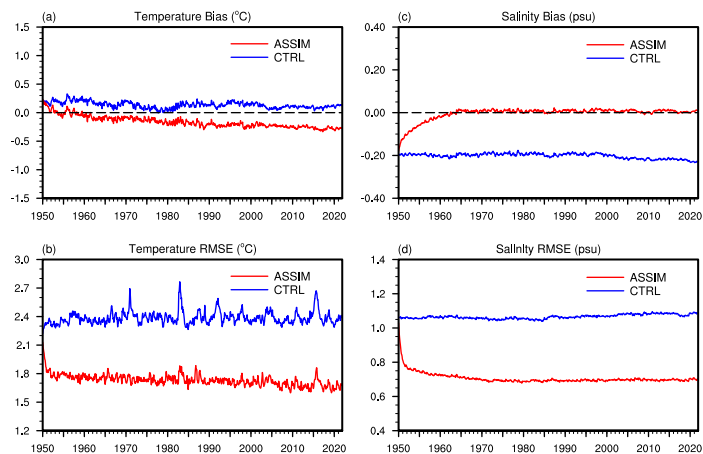 (a) Temperature Bias (°C)
1.5
1.0
0.5
0.0
-0.5
-1.0
-1.5
ASSIM
CTRL
1950 1960 1970 1980 1990 2000 2010 2020
(c) Salinity Bias (psu)
0.40
0.20
0.00
-0.20
-0.40
ASSIM
CTRL
1950 1960 1970 1980 1990 2000 2010 2020
(b) Temperature RMSE (°C)
3.0
2.7
2.4
2.1
1.8
1.5
1.2
ASSIM
CTRL
1950 1960 1970 1980 1990 2000 2010 2020
(d) Salinity RMSE (psu)
1.4
1.2
1.0
0.8
0.6
0.4
ASSIM
CTRL
1950 1960 1970 1980 1990 2000 2010 2020